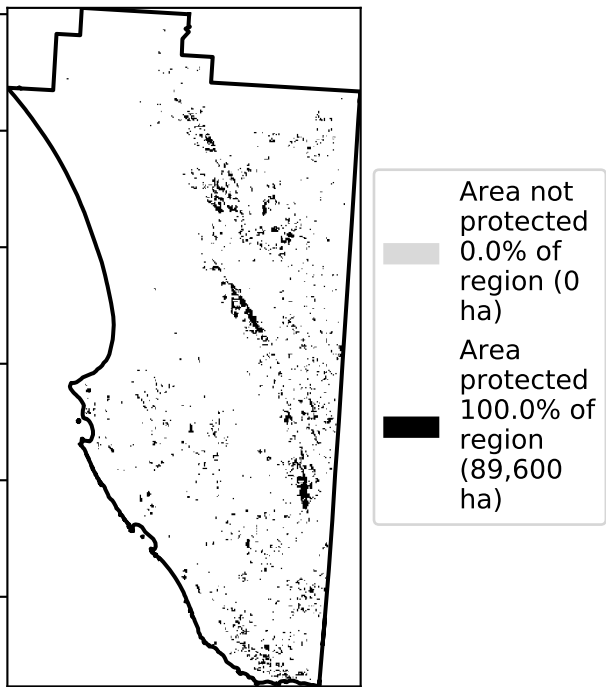 Area not
protected
0.0% of
region (0
ha)
Area
protected
100.0% of
region
(89,600
ha)